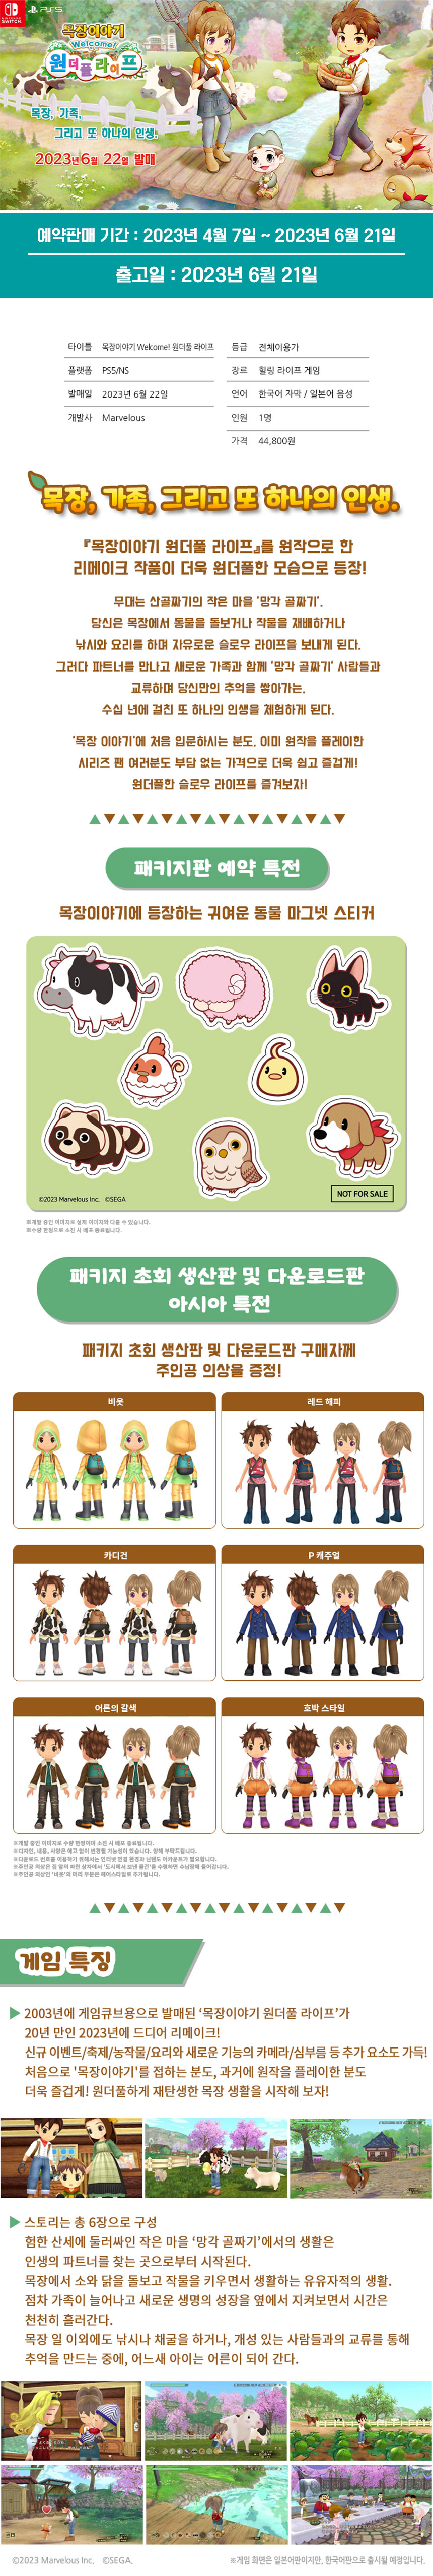 NINTENDO SWITCH
PS5
목장이야기
Welcome!
원더풀 라이프
목장, 가족,
그리고 또 하나의 인생.
2023년 6월 22일 발매
예약판매 기간 : 2023년 4월 7일 ~ 2023년 6월 21일
출고일 : 2023년 6월 21일
타이틀 목장이야기 Welcome! 원더풀 라이프
등급 전체이용가
플랫폼 PS5/NS
장르 힐링 라이프 게임
발매일 2023년 6월 22일
언어 한국어 자막 / 일본어 음성
개발사 Marvelous
인원 1명
가격 44,800원
목장, 가족, 그리고 또 하나의 인생.
『목장이야기 원더풀 라이프』를 원작으로 한
리메이크 작품이 더욱 원더풀한 모습으로 등장!
무대는 산골짜기의 작은 마을 '망각 골짜기'.
당신은 목장에서 동물을 돌보거나 작물을 재배하거나
낚시와 요리를 하며 자유로운 슬로우 라이프을 보내게 된다.
그러다 파트너를 만나고 새로운 가족과 함께 '망각 골짜기' 사람들과
교류하며 당신만의 추억을 쌓아가는,
수십 년에 걸친 또 하나의 인생을 체험하게 된다.
'목장 이야기'에 처음 입문하시는 분도, 이미 원작을 플레이한
시리즈 팬 여러분도 부담 없는 가격으로 더욱 쉽고 즐겁게!
원더풀한 슬로우 라이프를 즐겨보자!
패키지판 예약 특전
목장이야기에 등장하는 귀여운 동물 마그넷 스티커
©2023 Marvelous Inc. ©SEGA
NOT FOR SALE
※개발 중인 이미지로 실제 이미지와 다를 수 있습니다.
※수량 한정으로 소진 시 배포 종료됩니다.
패키지 초회 생산판 및 다운로드판
아시아 특전
패키지 초회 생산판 및 다운로드판 구매자께
주인공 의상을 증정!
비옷
레드 해피
카디건
P 캐주얼
어른의 갈색
호박 스타일
※개발 중인 이미지로 수량 한정이며 소진 시 배포 종료됩니다.
※디자인, 내용, 사양은 예고 없이 변경될 가능성이 있습니다. 양해 부탁드립니다.
※다운로드 번호를 이용하기 위해서는 인터넷 연결 환경과 닌텐도 어카운트가 필요합니다.
※주인공 의상은 집 앞의 파란 상자에서 '도시에서 보낸 물건'을 수령하면 수납장에 들어갑니다.
※주인공 의상인 '비옷'의 머리 부분은 헤어스타일로 추가됩니다.
게임 특징
▶ 2003년에 게임큐브용으로 발매된 '목장이야기 원더풀 라이프'가
20년 만인 2023년에 드디어 리메이크!
신규 이벤트/축제/농작물/요리와 새로운 기능의 카메라/심부름 등 추가 요소도 가득!
처음으로 '목장이야기'를 접하는 분도, 과거에 원작을 플레이한 분도
더욱 즐겁게! 원더풀하게 재탄생한 목장 생활을 시작해 보자!
▶ 스토리는 총 6장으로 구성
험한 산세에 둘러싸인 작은 마을 '망각 골짜기'에서의 생활은
인생의 파트너를 찾는 곳으로부터 시작된다.
목장에서 소와 닭을 돌보고 작물을 키우면서 생활하는 유유자적의 생활.
점차 가족이 늘어나고 새로운 생명의 성장을 옆에서 지켜보면서 시간은
천천히 흘러간다.
목장 일 이외에도 낚시나 채굴을 하거나, 개성 있는 사람들과의 교류를 통해
추억을 만드는 중에, 어느새 아이는 어른이 되어 간다.
©2023 Marvelous Inc. ©SEGA.
※게임 화면은 일본어판이지만, 한국어판으로 출시될 예정입니다.